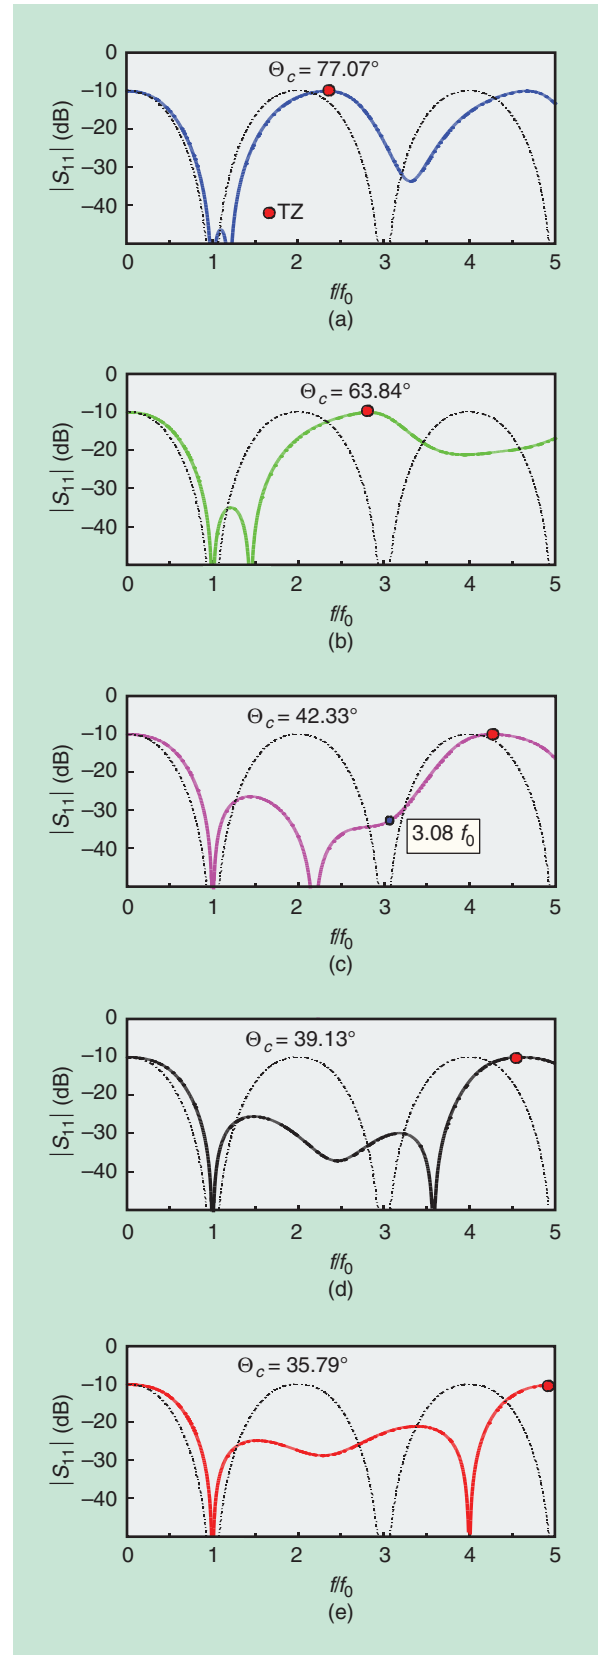 0
Θc = 77.07°
−10
−20
|S11| (dB)
−30
−40
TZ
0 1 2 3 4 5
f/f0
(a)
0
Θc = 63.84°
−10
−20
|S11| (dB)
−30
−40
0 1 2 3 4 5
f/f0
(b)
0
Θc = 42.33°
−10
−20
|S11| (dB)
−30
3.08 f0
−40
0 1 2 3 4 5
f/f0
(c)
0
Θc = 39.13°
−10
−20
|S11| (dB)
−30
−40
0 1 2 3 4 5
f/f0
(d)
0
Θc = 35.79°
−10
−20
|S11| (dB)
−30
−40
0 1 2 3 4 5
f/f0
(e)